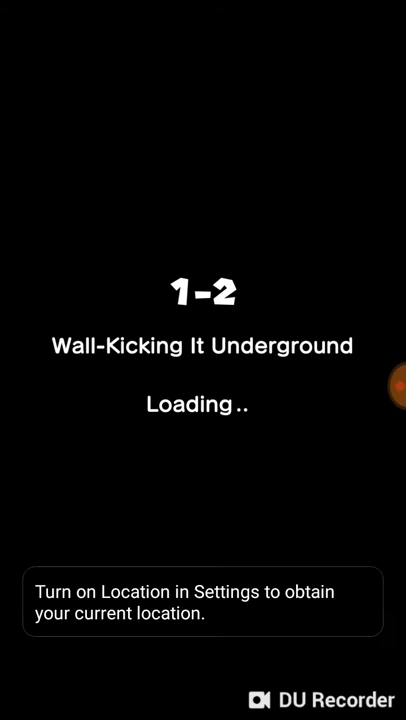 1-2
Wall-Kicking It Underground
Loading..
Turn on Location in Settings to obtain
your current location.
DU Recorder